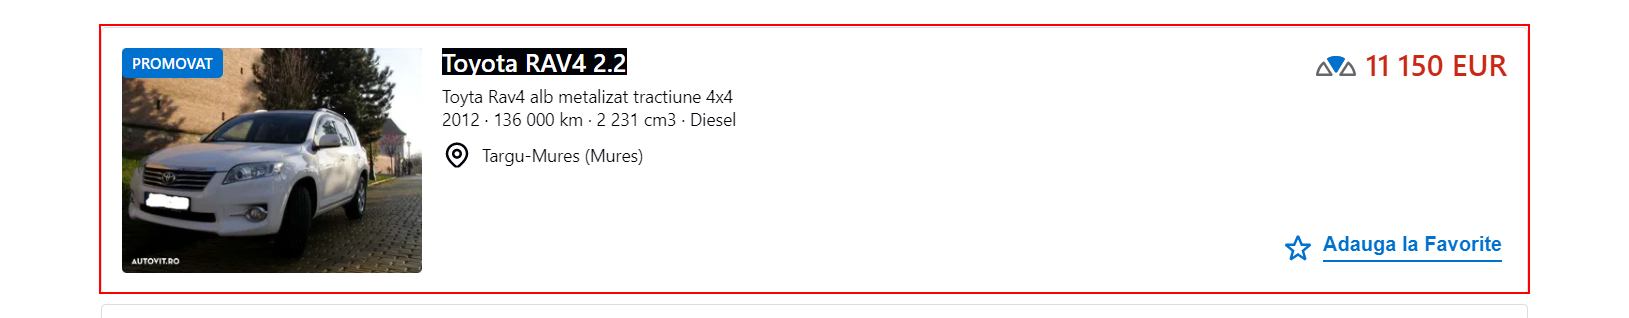 PROMOVAT
Toyota RAV4 2.2
11 150 EUR
Toyta Rav4 alb metalizat tractiune 4x4
2012 · 136 000 km · 2 231 cm3 · Diesel
Targu-Mures (Mures)
Adauga la Favorite
AUTOVIT.RO